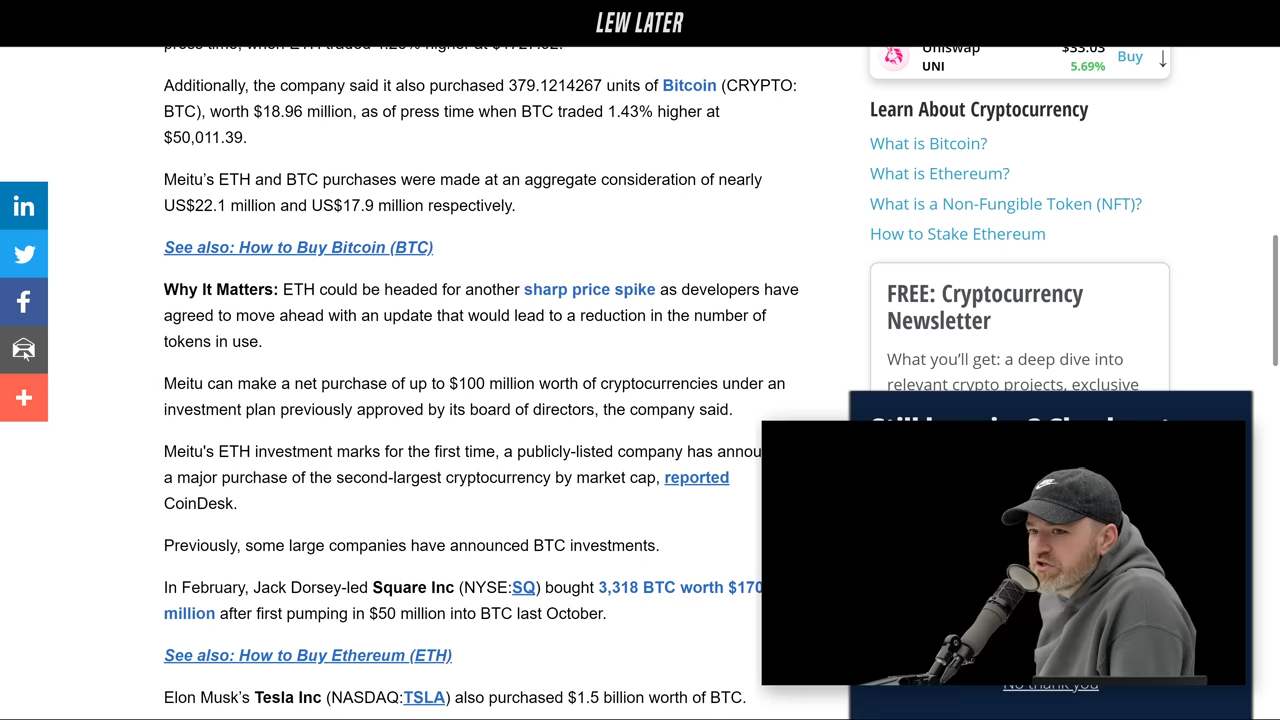 LEW LATER
Additionally, the company said it also purchased 379.1214267 units of Bitcoin (CRYPTO:
BTC), worth $18.96 million, as of press time when BTC traded 1.43% higher at
$50,011.39.
Meitu’s ETH and BTC purchases were made at an aggregate consideration of nearly
US$22.1 million and US$17.9 million respectively.
See also: How to Buy Bitcoin (BTC)
Why It Matters: ETH could be headed for another sharp price spike as developers have
agreed to move ahead with an update that would lead to a reduction in the number of
tokens in use.
Meitu can make a net purchase of up to $100 million worth of cryptocurrencies under an
investment plan previously approved by its board of directors, the company said.
Meitu's ETH investment marks for the first time, a publicly-listed company has annou
a major purchase of the second-largest cryptocurrency by market cap, reported
CoinDesk.
Previously, some large companies have announced BTC investments.
In February, Jack Dorsey-led Square Inc (NYSE:SQ) bought 3,318 BTC worth $170
million after first pumping in $50 million into BTC last October.
See also: How to Buy Ethereum (ETH)
Elon Musk’s Tesla Inc (NASDAQ:TSLA) also purchased $1.5 billion worth of BTC.
Uniswap $33.03
UNI 5.69% Buy ↓
Learn About Cryptocurrency
What is Bitcoin?
What is Ethereum?
What is a Non-Fungible Token (NFT)?
How to Stake Ethereum
FREE: Cryptocurrency
Newsletter
What you’ll get: a deep dive into
relevant crypto projects, exclusive
No thank you